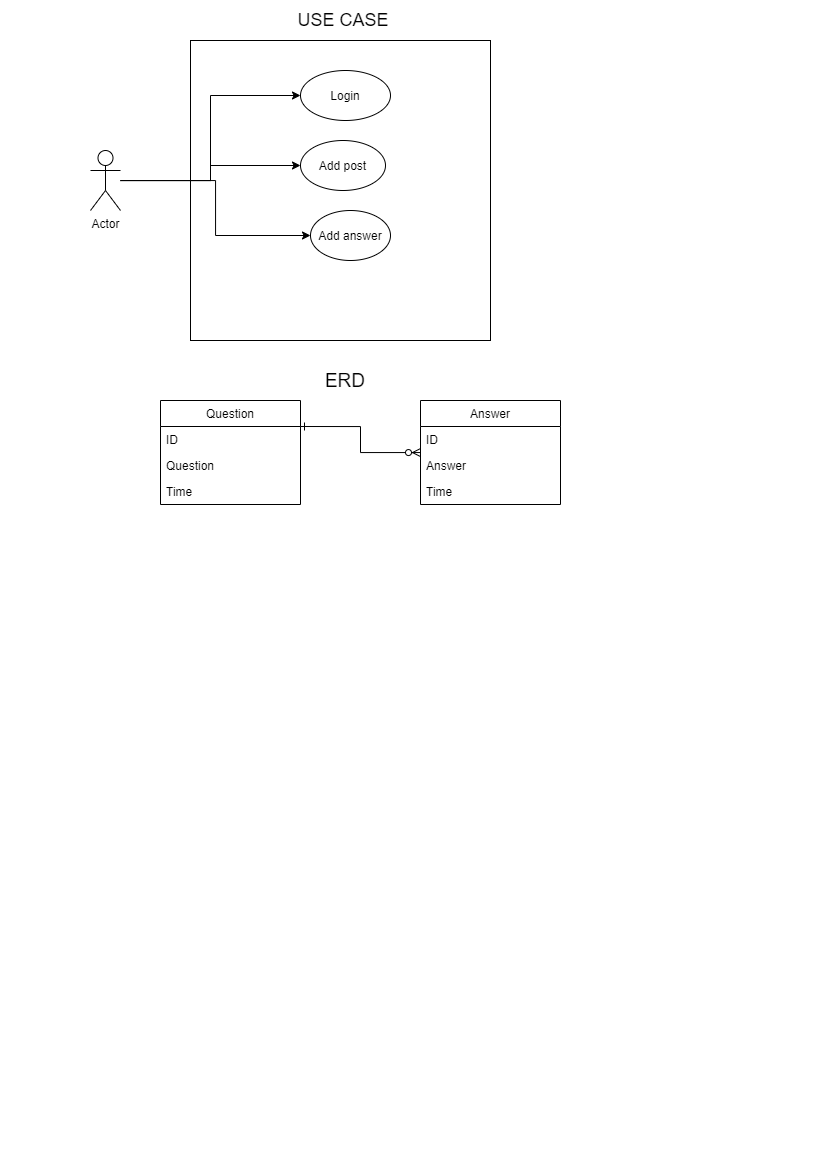 USE CASE
Login
Add post
Actor
Add answer
ERD
Question
ID
Question
Time
Answer
ID
Answer
Time